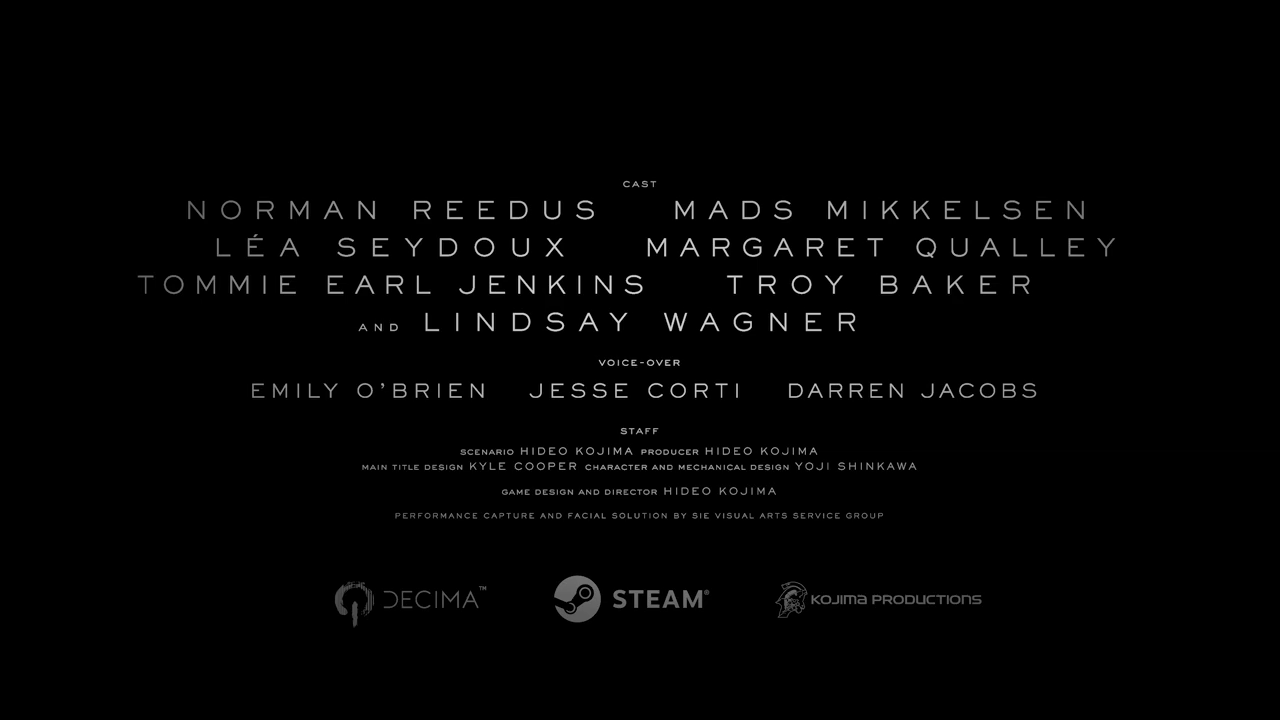 CAST
NORMAN REEDUS MADS MIKKELSEN
LÉA SEYDOUX MARGARET QUALLEY
TOMMIE EARL JENKINS TROY BAKER
AND LINDSAY WAGNER
VOICE-OVER
EMILY O’BRIEN JESSE CORTI DARREN JACOBS
STAFF
SCENARIO HIDEO KOJIMA PRODUCER HIDEO KOJIMA
MAIN TITLE DESIGN KYLE COOPER CHARACTER AND MECHANICAL DESIGN YOJI SHINKAWA
GAME DESIGN AND DIRECTOR HIDEO KOJIMA
PERFORMANCE CAPTURE AND FACIAL SOLUTION BY SIE VISUAL ARTS SERVICE GROUP
DECIMA™ STEAM® KOJIMA PRODUCTIONS